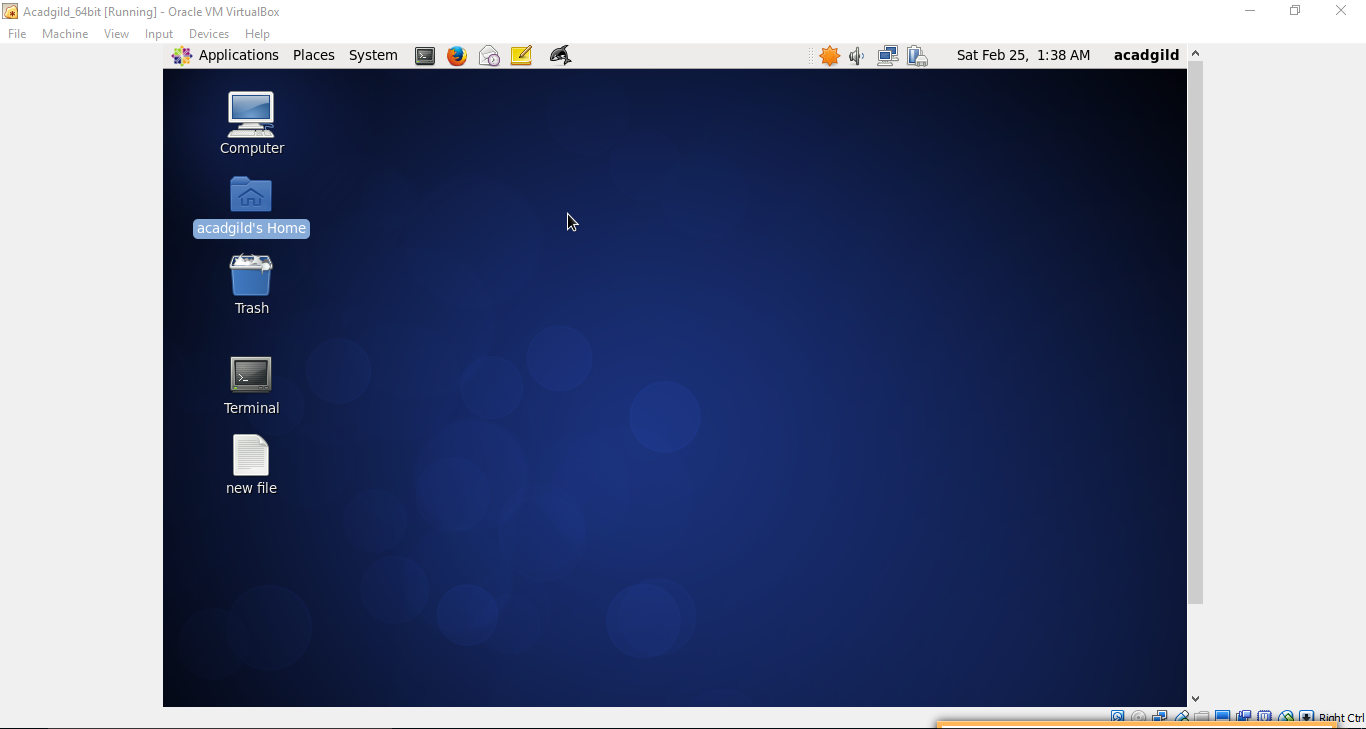 Acadgild_64bit [Running] - Oracle VM VirtualBox
File Machine View Input Devices Help
Applications Places System Sat Feb 25, 1:38 AM acadgild
Computer
acadgild's Home
Trash
Terminal
new file
Right Ctrl